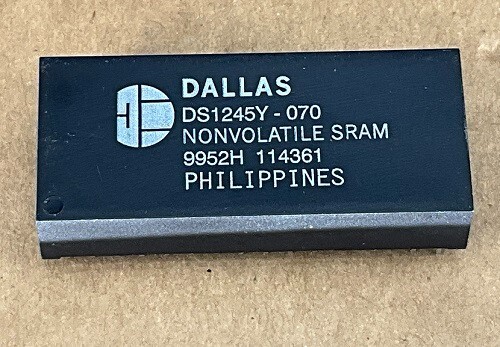 DALLAS
DS1245Y-070
NONVOLATILE SRAM
9952H 114361
PHILIPPINES